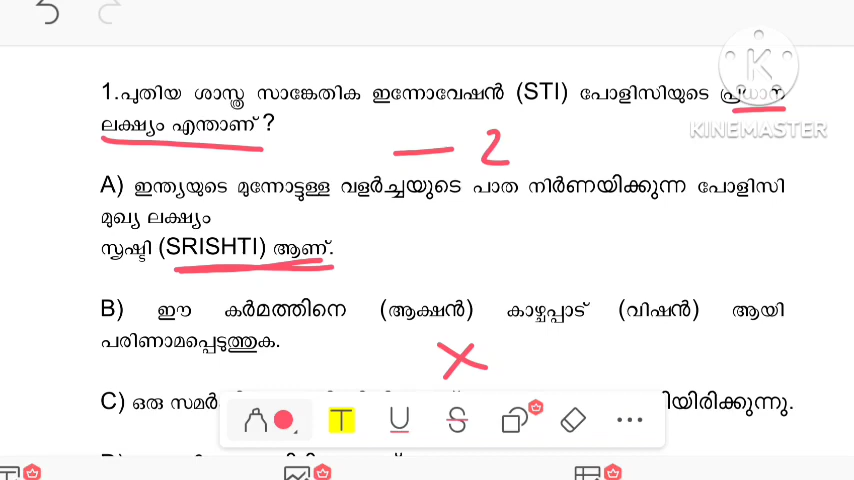 1.പുതിയ ശാസ്ത്ര സാങ്കേതിക ഇന്നോവേഷൻ (STI) പോളിസിയുടെ പ്രധാന
ലക്ഷ്യം എന്താണ് ?
2
A) ഇന്ത്യയുടെ മുന്നോട്ടുള്ള വളർച്ചയുടെ പാത നിർണയിക്കുന്ന പോളിസി
മുഖ്യ ലക്ഷ്യം
സൃഷ്ടി (SRISHTI) ആണ്.
B) ഈ കർമത്തിനെ (ആക്ഷൻ) കാഴ്ചപ്പാട് (വിഷൻ) ആയി
പരിണാമപ്പെടുത്തുക.
C) ഒരു
KINEMASTER